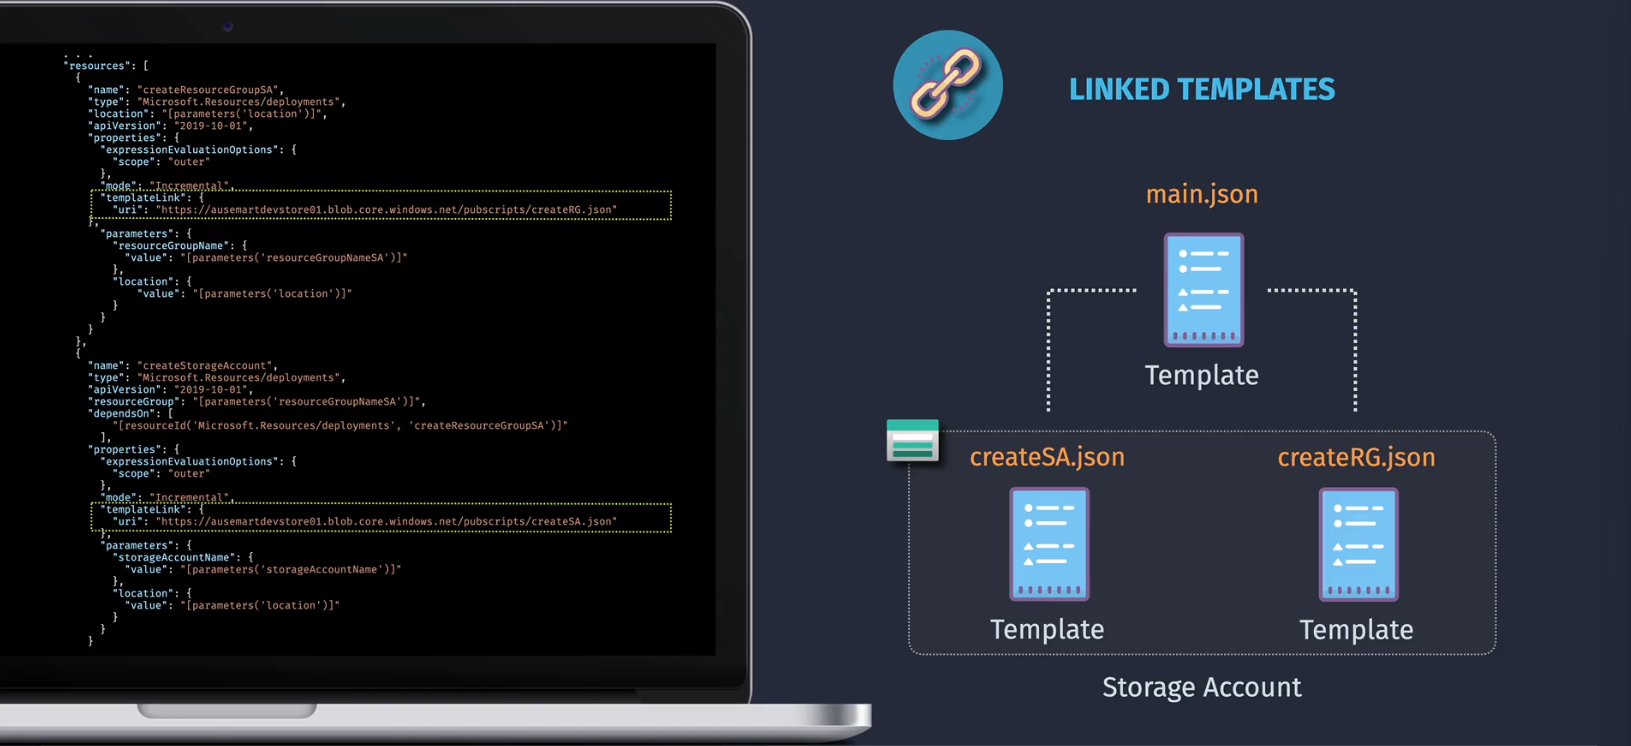 . . .
"resources": [
{
"name": "createResourceGroupSA",
"type": "Microsoft.Resources/deployments",
"location": "[parameters('location')]",
"apiVersion": "2019-10-01",
"properties": {
"expressionEvaluationOptions": {
"scope": "outer"
},
"mode": "Incremental",
"templateLink": {
"uri": "https://ausemartdevstore01.blob.core.windows.net/pubscripts/createRG.json"
},
"parameters": {
"resourceGroupName": {
"value": "[parameters('resourceGroupNameSA')]"
},
"location": {
"value": "[parameters('location')]"
}
}
}
},
{
"name": "createStorageAccount",
"type": "Microsoft.Resources/deployments",
"apiVersion": "2019-10-01",
"resourceGroup": "[parameters('resourceGroupNameSA')]",
"dependsOn": [
"[resourceId('Microsoft.Resources/deployments', 'createResourceGroupSA')]"
],
"properties": {
"expressionEvaluationOptions": {
"scope": "outer"
},
"mode": "Incremental",
"templateLink": {
"uri": "https://ausemartdevstore01.blob.core.windows.net/pubscripts/createSA.json"
},
"parameters": {
"storageAccountName": {
"value": "[parameters('storageAccountName')]"
},
"location": {
"value": "[parameters('location')]"
}
}
}
LINKED TEMPLATES
main.json
Template
createSA.json
createRG.json
Template
Template
Storage Account